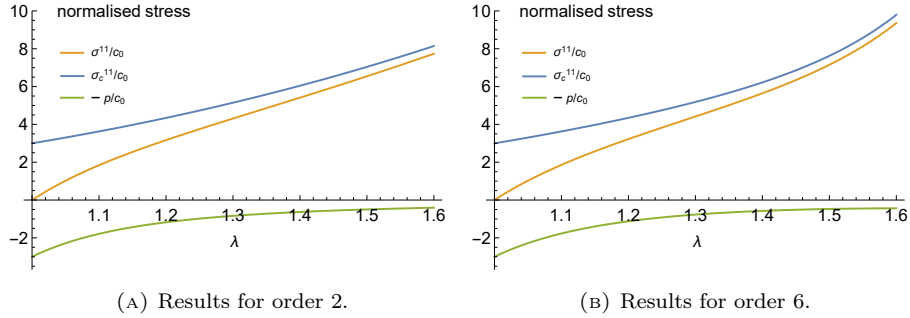 normalised stress
10
8
6
4
2
−2
σ¹¹/c₀
σc¹¹/c₀
− p/c₀
1.1 1.2 1.3 1.4 1.5 1.6
λ
(A) Results for order 2.
normalised stress
10
8
6
4
2
−2
σ¹¹/c₀
σc¹¹/c₀
− p/c₀
1.1 1.2 1.3 1.4 1.5 1.6
λ
(B) Results for order 6.